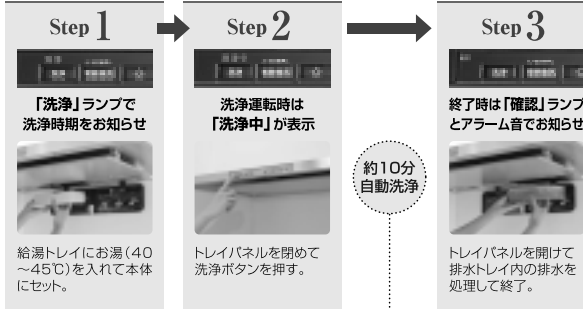 Step 1
「洗浄」ランプで
洗浄時期をお知らせ
給湯トレイにお湯（40
～45℃）を入れて本体
にセット。
Step 2
洗浄運転時は
「洗浄中」が表示
トレイパネルを閉めて
洗浄ボタンを押す。
約10分
自動洗浄
Step 3
終了時は「確認」ランプ
とアラーム音でお知らせ
トレイパネルを開けて
排水トレイ内の排水を
処理して終了。